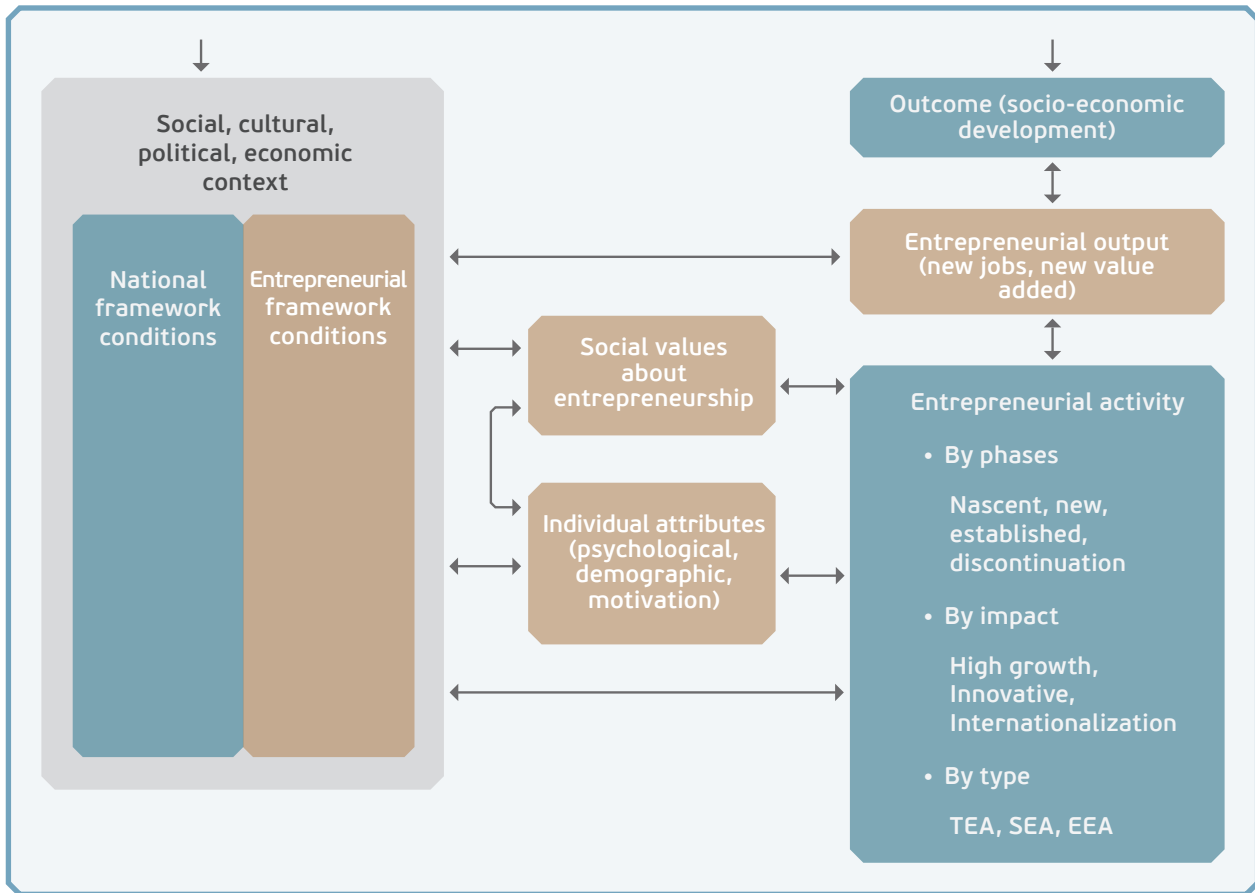 Social, cultural,
political, economic
context
National
framework
conditions
Entrepreneurial
framework
conditions
Social values
about
entrepreneurship
Individual attributes
(psychological,
demographic,
motivation)
Outcome (socio-economic
development)
Entrepreneurial output
(new jobs, new value
added)
Entrepreneurial activity
• By phases
Nascent, new,
established,
discontinuation
• By impact
High growth,
Innovative,
Internationalization
• By type
TEA, SEA, EEA